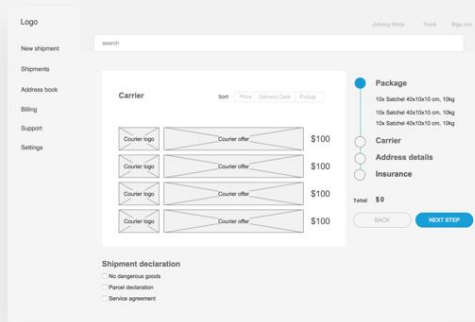 Logo
Johnny Ninja Track Sign out
search
New shipment
Shipments
Address book
Billing
Support
Settings
Carrier
Sort Price Delivery Date Pickup
Courier logo Courier offer $100
Courier logo Courier offer $100
Courier logo Courier offer $100
Courier logo Courier offer $100
Package
10x Satchel 40x10x10 cm, 10kg
10x Satchel 40x10x10 cm, 10kg
10x Satchel 40x10x10 cm, 10kg
Carrier
Address details
Insurance
Total $0
BACK NEXT STEP
Shipment declaration
No dangerous goods
Parcel declaration
Service agreement